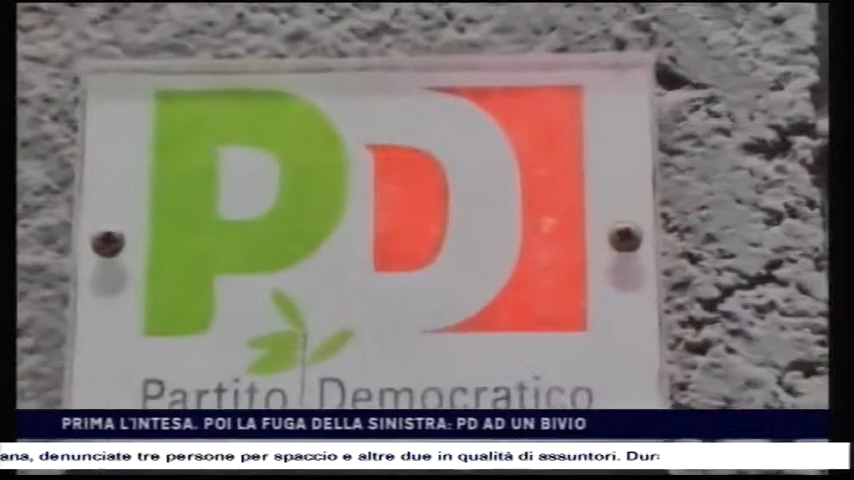 PD
Partito Democratico
PRIMA L'INTESA. POI LA FUGA DELLA SINISTRA: PD AD UN BIVIO
ana, denunciate tre persone per spaccio e altre due in qualità di assuntori. Dur